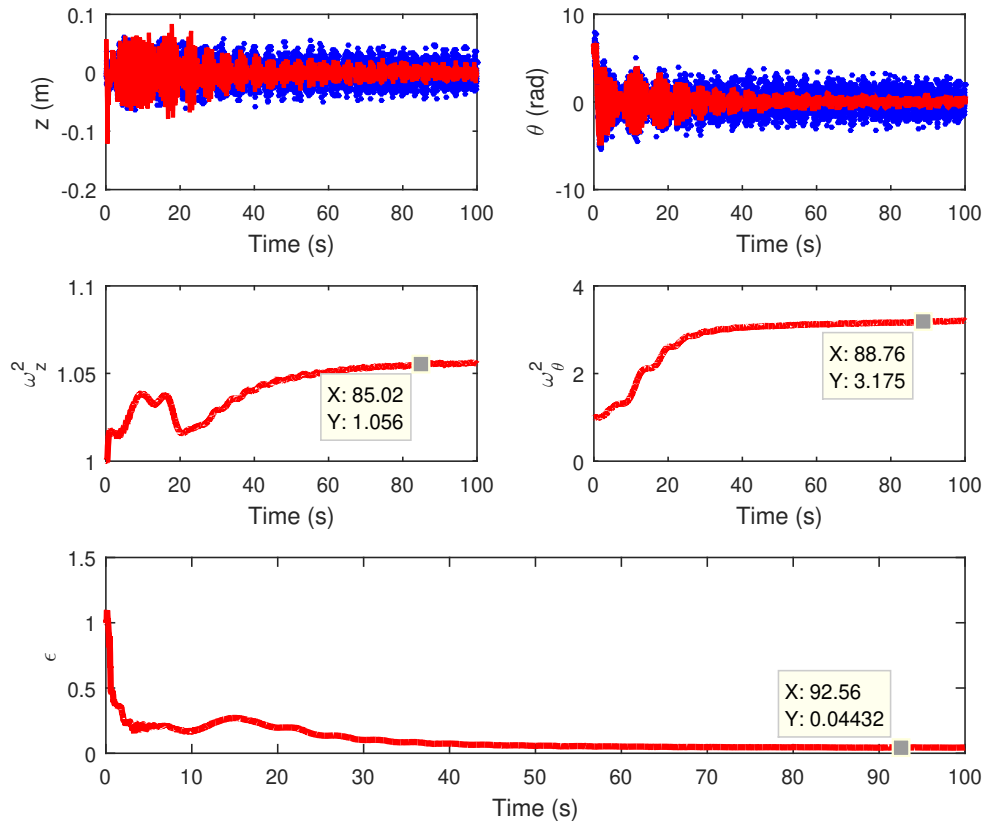 0.1
0
-0.1
-0.2
z (m)
0 20 40 60 80 100
Time (s)
10
0
-10
θ (rad)
0 20 40 60 80 100
Time (s)
1.1
1.05
1
ω²_z
X: 85.02
Y: 1.056
0 20 40 60 80 100
Time (s)
4
2
0
ω²_θ
X: 88.76
Y: 3.175
0 20 40 60 80 100
Time (s)
1.5
1
0.5
0
ϵ
X: 92.56
Y: 0.04432
0 10 20 30 40 50 60 70 80 90 100
Time (s)